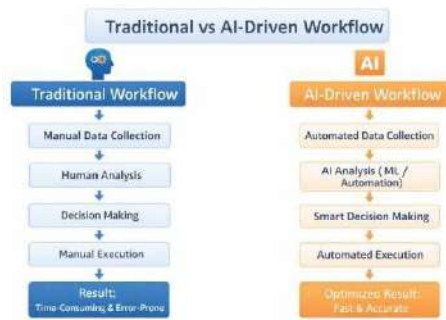 Traditional vs AI-Driven Workflow
Traditional Workflow
Manual Data Collection
Human Analysis
Decision Making
Manual Execution
Result:
Time-Consuming & Error-Prone
AI
AI-Driven Workflow
Automated Data Collection
AI Analysis (ML /
Automation)
Smart Decision Making
Automated Execution
Optimized Result:
Fast & Accurate